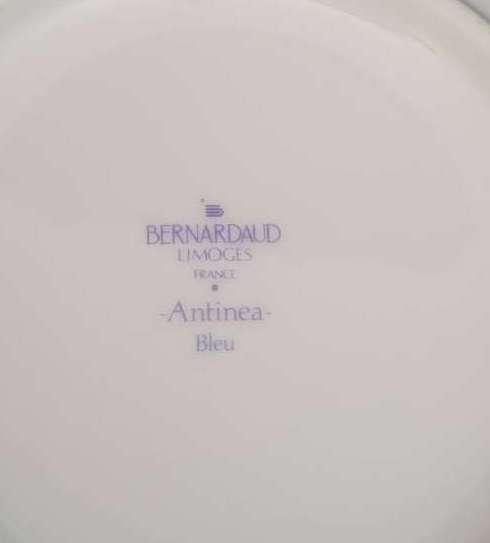 BERNARDAUD
LIMOGES
FRANCE
-Antinea-
Bleu